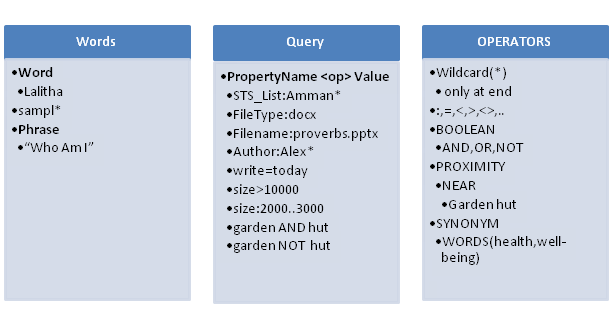 Words
•Word
•Lalitha
•sampl*
•Phrase
•“Who Am I”
Query
•PropertyName <op> Value
•STS_List:Amman*
•FileType:docx
•Filename:proverbs.pptx
•Author:Alex*
•write=today
•size>10000
•size:2000..3000
•garden AND hut
•garden NOT hut
OPERATORS
•Wildcard(*)
•only at end
•:,=,<,>,<>,..
•BOOLEAN
•AND,OR,NOT
•PROXIMITY
•NEAR
•Garden hut
•SYNONYM
•WORDS(health,well-
being)